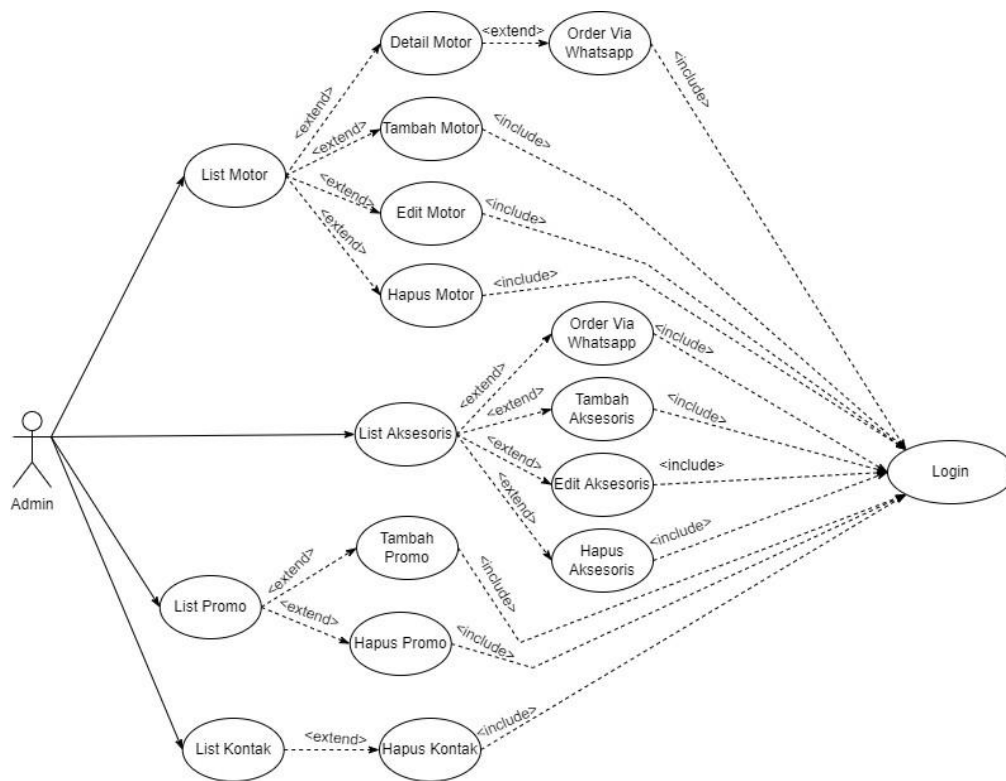 Detail Motor
<extend>
Order Via
Whatsapp
<include>
<extend>
Tambah Motor
<include>
<extend>
List Motor
<extend>
Edit Motor
<include>
<extend>
Hapus Motor
<include>
Order Via
Whatsapp
<include>
<extend>
Tambah
Aksesoris
<include>
<extend>
List Aksesoris
<extend>
Edit Aksesoris
<include>
<extend>
Hapus
Aksesoris
<include>
Login
Admin
Tambah
Promo
<include>
<extend>
List Promo
<extend>
Hapus Promo
<include>
List Kontak
<extend>
Hapus Kontak
<include>